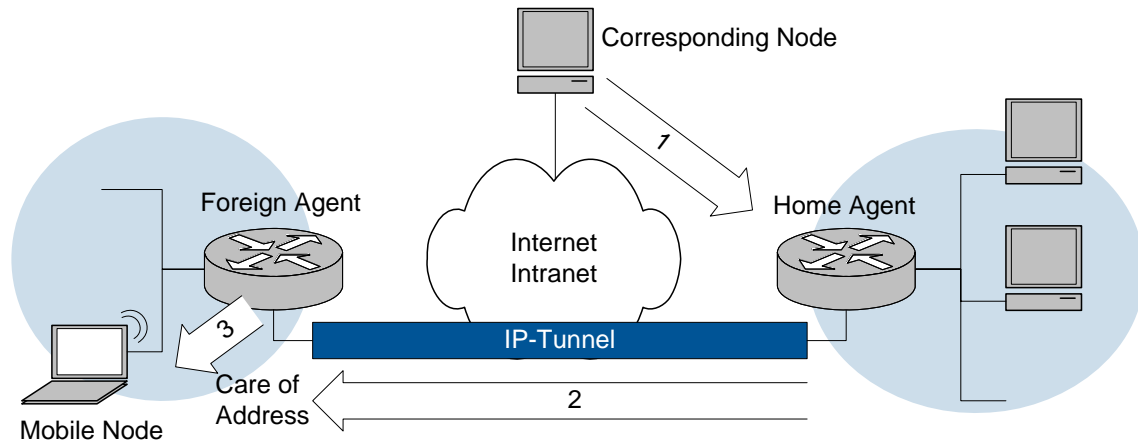 Corresponding Node
1
Foreign Agent
Home Agent
Internet
Intranet
3
IP-Tunnel
Care of
Address
2
Mobile Node